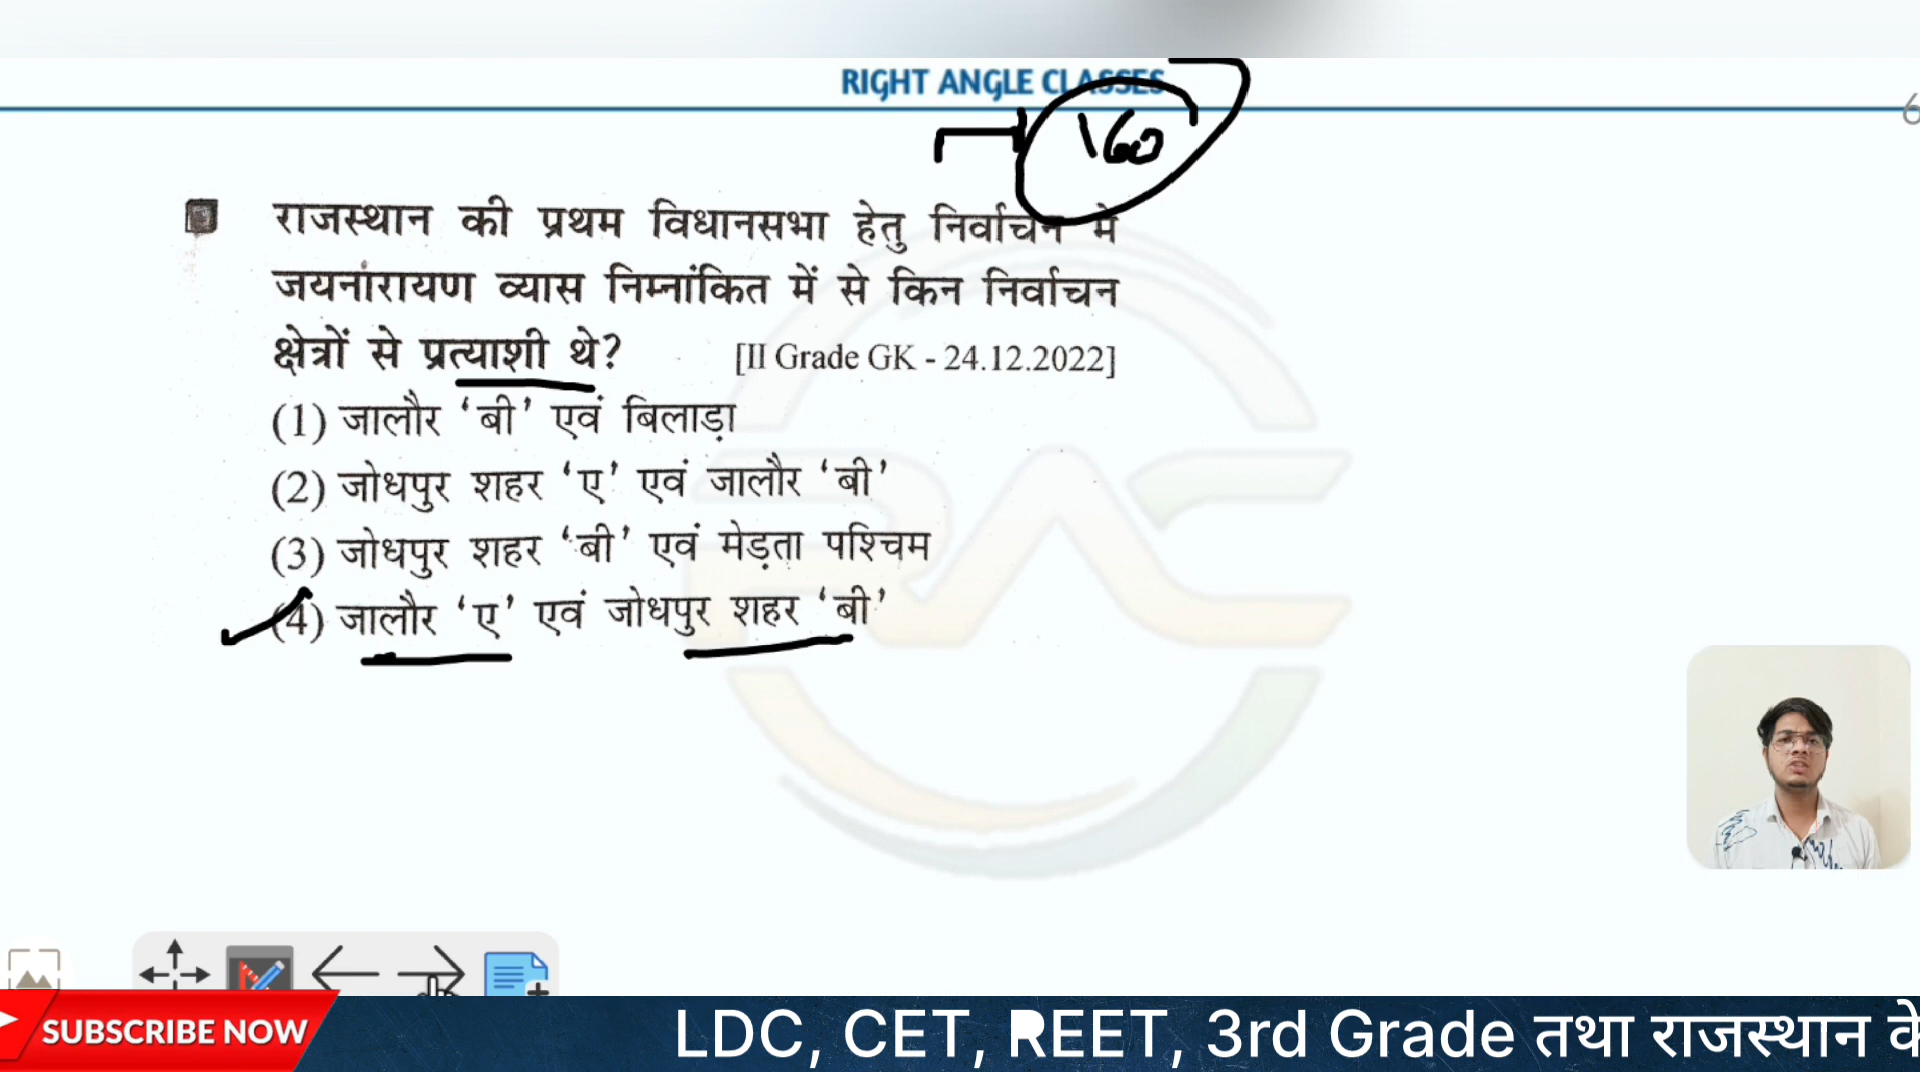 RIGHT ANGLE CLASSES
160
6
राजस्थान की प्रथम विधानसभा हेतु निर्वाचन में
जयनारायण व्यास निम्नांकित में से किन निर्वाचन
क्षेत्रों से प्रत्याशी थे? [II Grade GK - 24.12.2022]
(1) जालौर ‘बी’ एवं बिलाड़ा
(2) जोधपुर शहर ‘ए’ एवं जालौर ‘बी’
(3) जोधपुर शहर ‘बी’ एवं मेड़ता पश्चिम
(4) जालौर ‘ए’ एवं जोधपुर शहर ‘बी’
RAC
SUBSCRIBE NOW
LDC, CET, REET, 3rd Grade तथा राजस्थान के